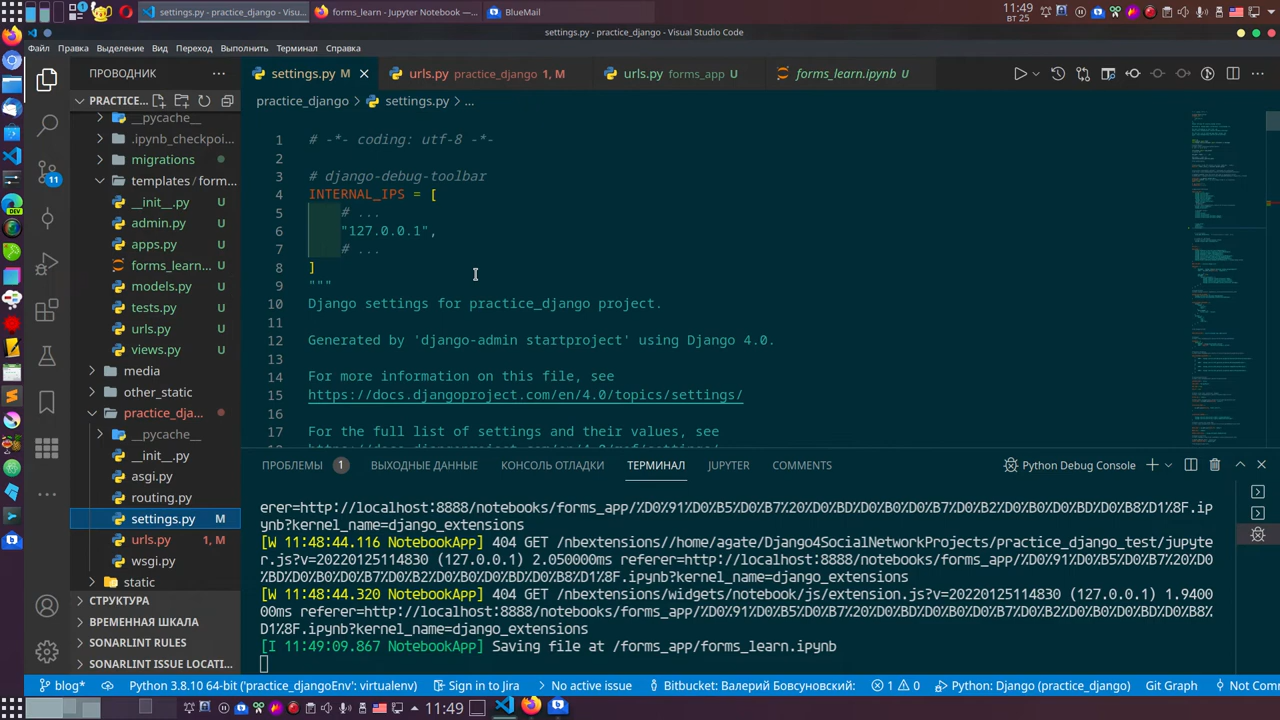 settings.py - practice_django - Visu...
forms_learn - Jupyter Notebook —...
BlueMail
11:49
ВТ 25
settings.py - practice_django - Visual Studio Code
Файл Правка Выделение Вид Переход Выполнить Терминал Справка
ПРОВОДНИК
settings.py M
urls.py practice_django 1, M
urls.py forms_app U
forms_learn.ipynb U
PRACTICE...
practice_django > settings.py > ...
__pycache__
.ipynb_checkpoi...
migrations
templates/form...
__init__.py
admin.py
apps.py
forms_learn...
models.py
tests.py
urls.py
views.py
media
other_static
practice_dja...
__pycache__
__init__.py
asgi.py
routing.py
settings.py M
urls.py 1, M
wsgi.py
static
СТРУКТУРА
ВРЕМЕННАЯ ШКАЛА
SONARLINT RULES
SONARLINT ISSUE LOCATI...
11
1 # -*- coding: utf-8 -*-
2
3 # django-debug-toolbar
4 INTERNAL_IPS = [
5 # ...
6 "127.0.0.1",
7 # ...
8 ]
9 """
10 Django settings for practice_django project.
11
12 Generated by 'django-admin startproject' using Django 4.0.
13
14 For more information on this file, see
15 https://docs.djangoproject.com/en/4.0/topics/settings/
16
17 For the full list of settings and their values, see
ПРОБЛЕМЫ 1 ВЫХОДНЫЕ ДАННЫЕ КОНСОЛЬ ОТЛАДКИ ТЕРМИНАЛ JUPYTER COMMENTS
Python Debug Console
erer=http://localhost:8888/notebooks/forms_app/%D0%91%D0%B5%D0%B7%20%D0%BD%D0%B0%D0%B7%D0%B2%D0%B0%D0%BD%D0%B8%D1%8F.ip
ynb?kernel_name=django_extensions
[W 11:48:44.116 NotebookApp] 404 GET /nbextensions//home/agate/Django4SocialNetworkProjects/practice_django_test/jupyte
r.js?v=20220125114830 (127.0.0.1) 2.050000ms referer=http://localhost:8888/notebooks/forms_app/%D0%91%D0%B5%D0%B7%20%D0
%BD%D0%B0%D0%B7%D0%B2%D0%B0%D0%BD%D0%B8%D1%8F.ipynb?kernel_name=django_extensions
[W 11:48:44.320 NotebookApp] 404 GET /nbextensions/widgets/notebook/js/extension.js?v=20220125114830 (127.0.0.1) 1.9400
00ms referer=http://localhost:8888/notebooks/forms_app/%D0%91%D0%B5%D0%B7%20%D0%BD%D0%B0%D0%B7%D0%B2%D0%B0%D0%BD%D0%B8%
D1%8F.ipynb?kernel_name=django_extensions
[I 11:49:09.867 NotebookApp] Saving file at /forms_app/forms_learn.ipynb
blog* Python 3.8.10 64-bit ('practice_djangoEnv': virtualenv) Sign in to Jira No active issue Bitbucket: Валерий Бовсуновский: 1 0 Python: Django (practice_django) Git Graph Not Com
11:49